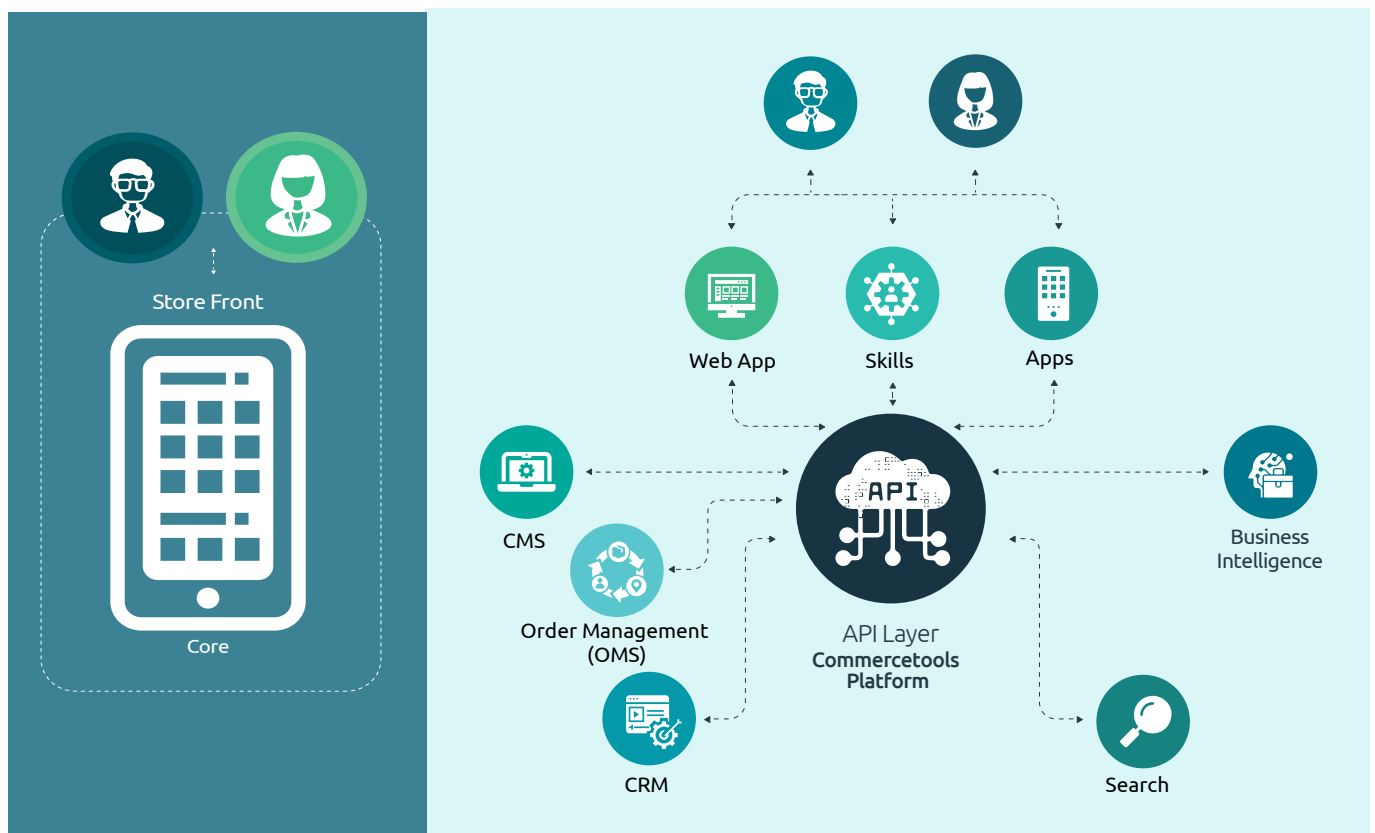 Store Front
Core
Web App
Skills
Apps
API
CMS
Order Management
(OMS)
CRM
API Layer
Commercetools
Platform
Business
Intelligence
Search